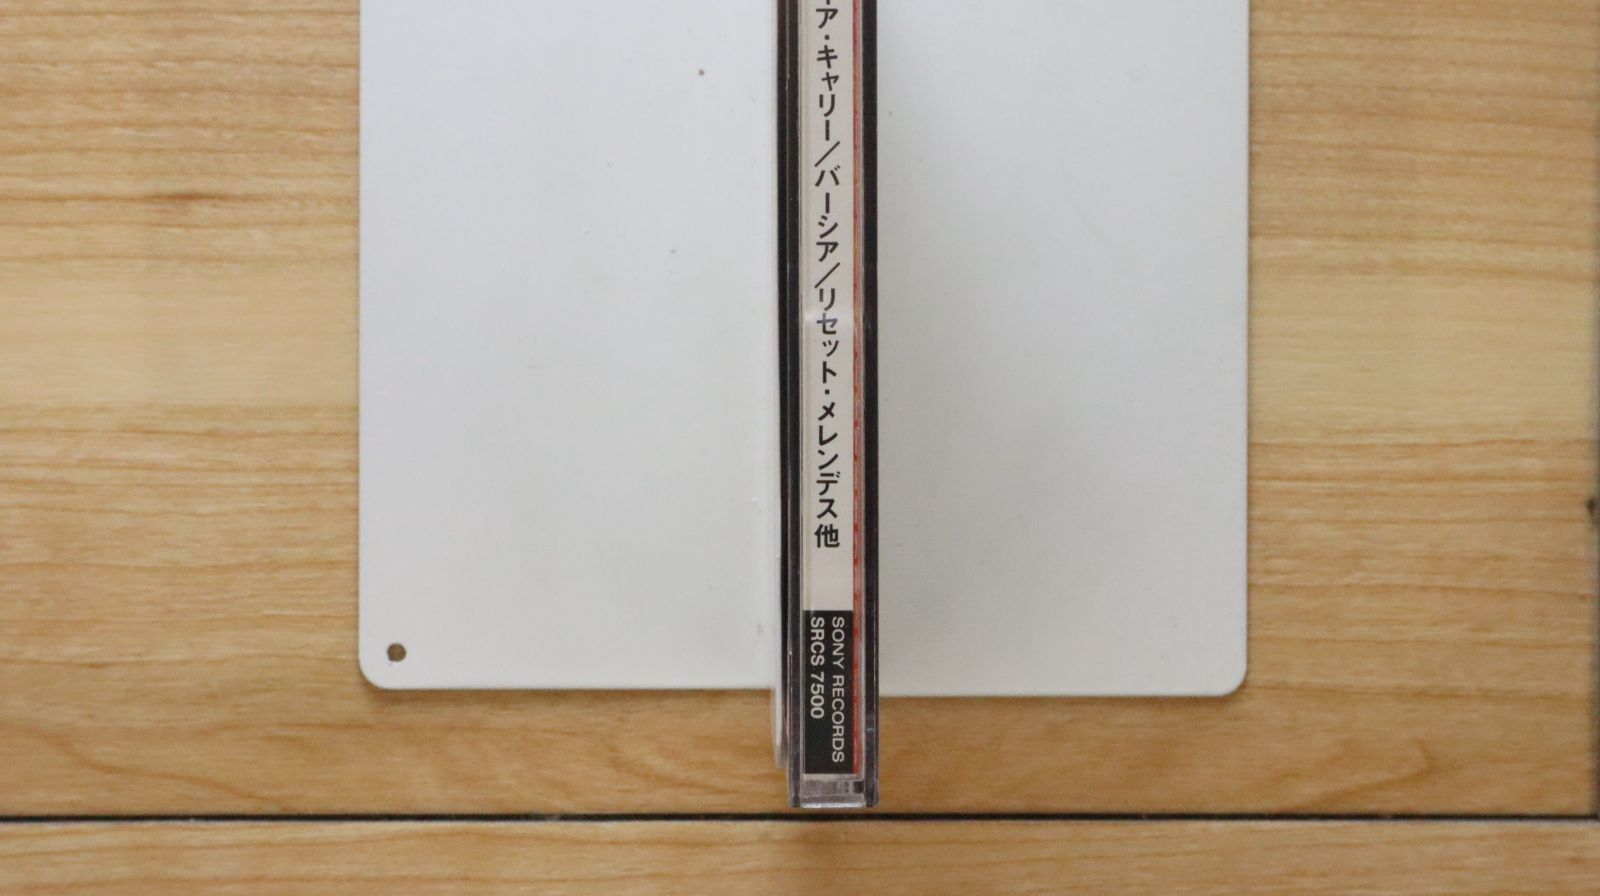 ア・キャリー／バーシア／リセット・メレンデス他
SONY RECORDS
SRCS 7500